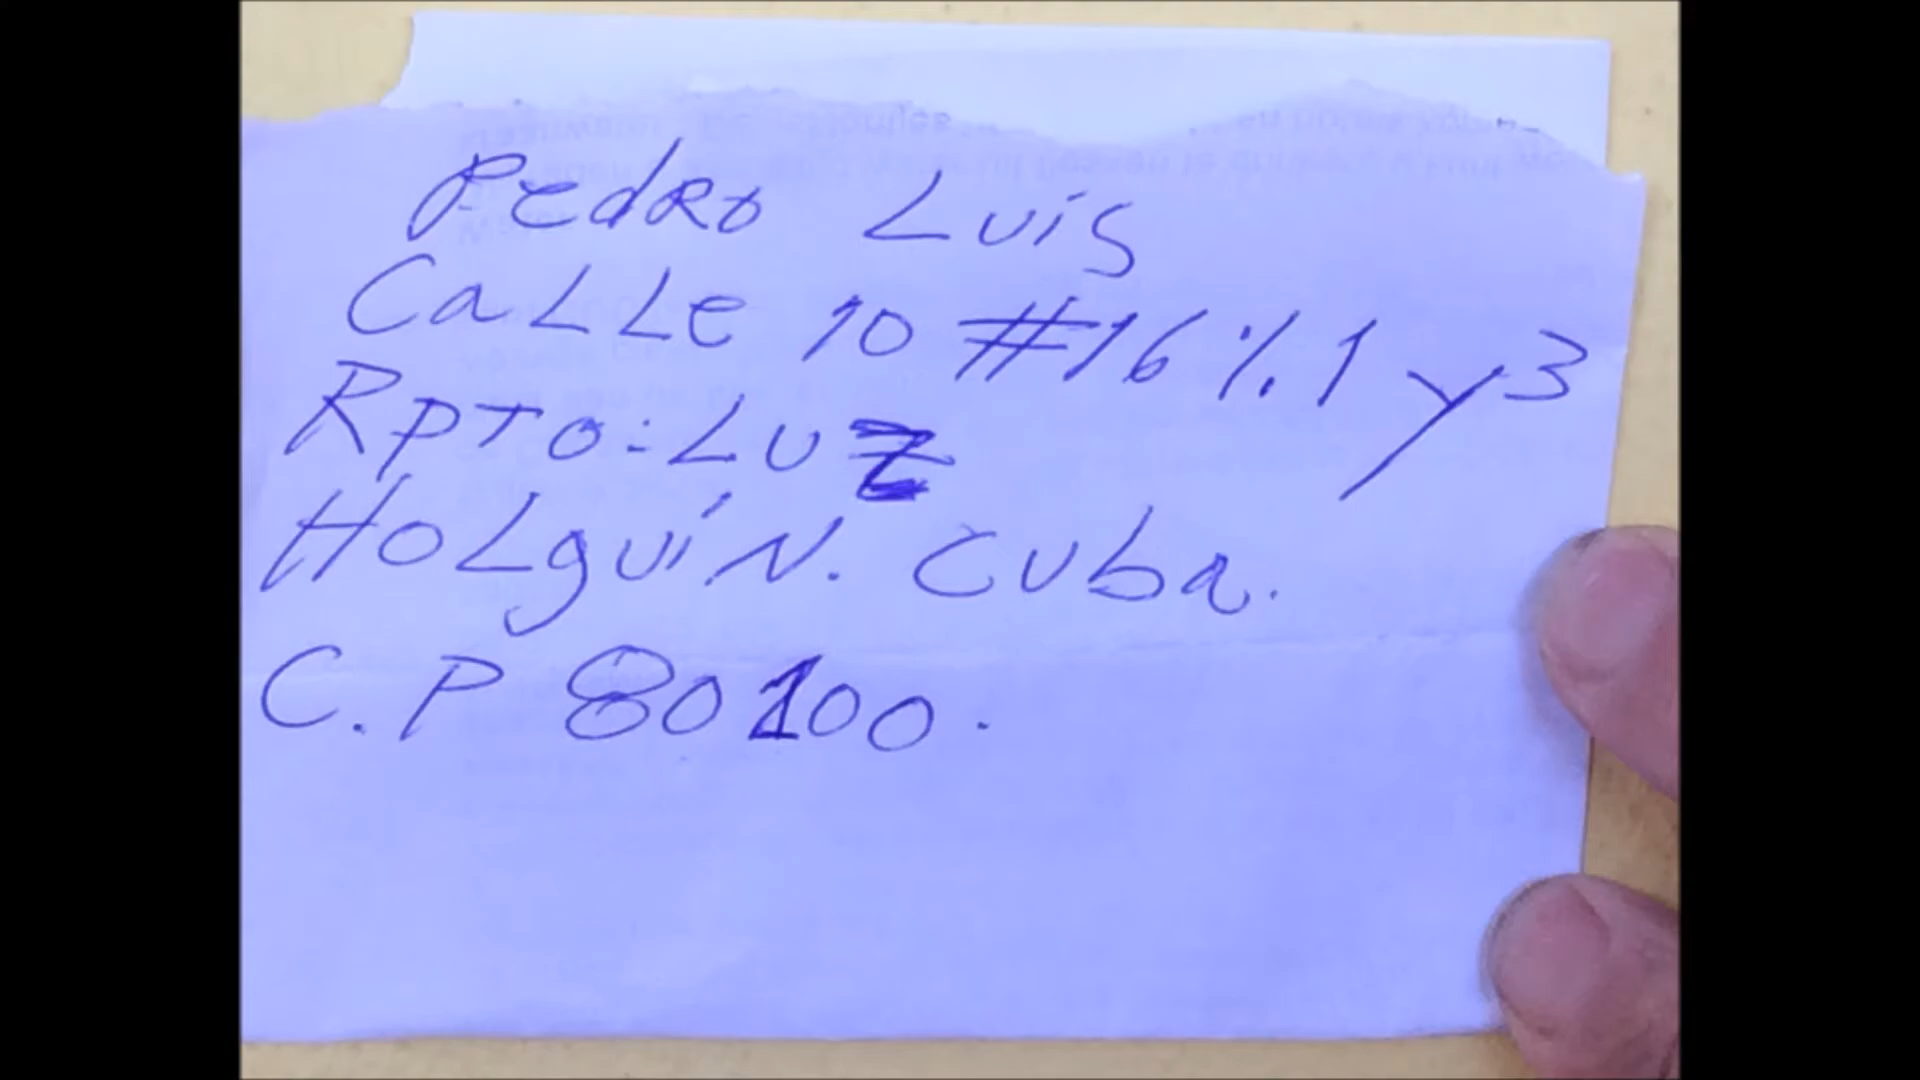 Pedro Luis
Calle 10 #16 % 1 y 3
Rpto: Luz
Holguín. Cuba.
C.P 80100.